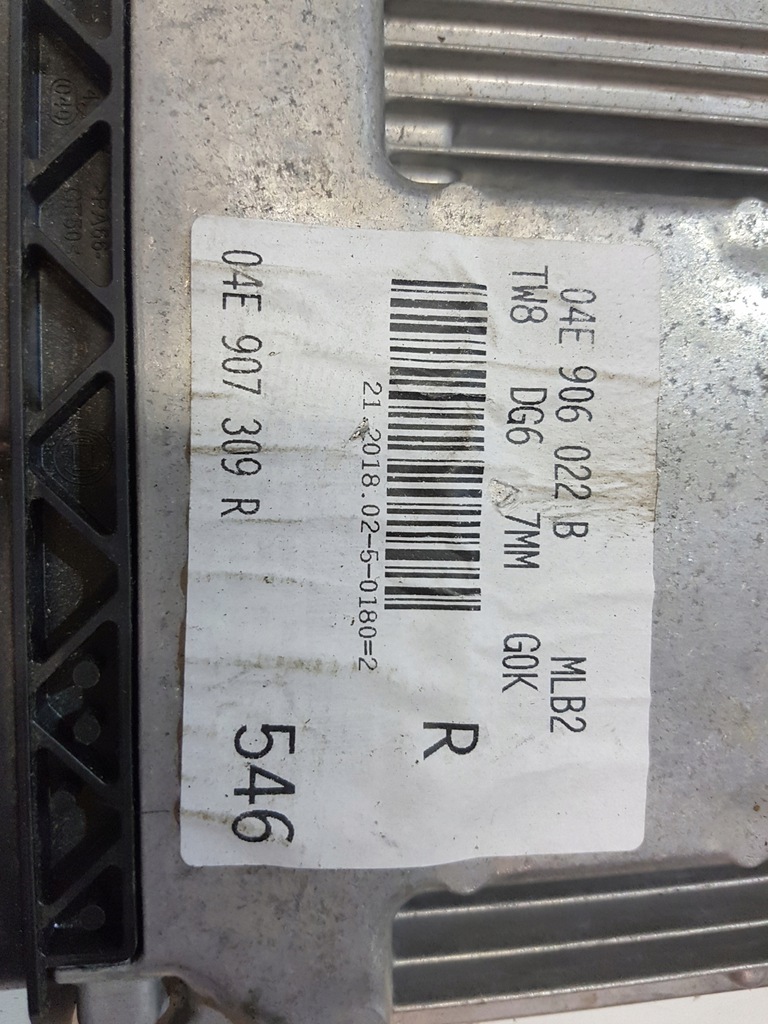 04E 906 022 B MLB2
TW8 DG6 7MM G0K
R
21.2018.02-5-0180=2
04E 907 309 R 546